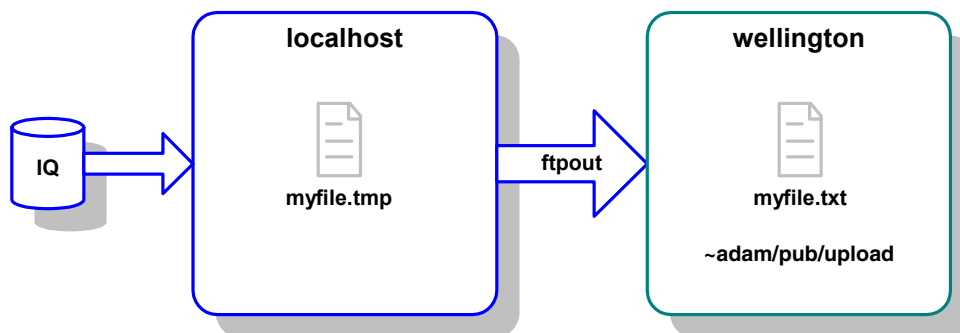 localhost
wellington
IQ
ftpout
myfile.tmp
myfile.txt
~adam/pub/upload